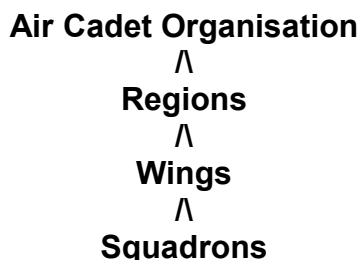 Air Cadet Organisation
/\
Regions
/\
Wings
/\
Squadrons